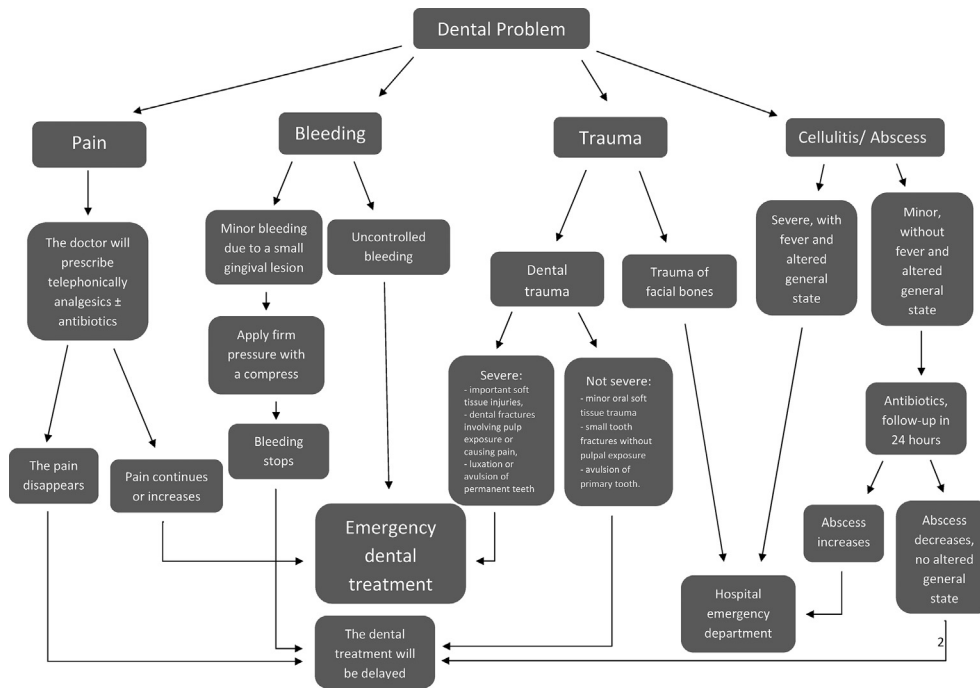 Dental Problem
Pain
Bleeding
Trauma
Cellulitis/ Abscess
The doctor will
prescribe
telephonically
analgesics ±
antibiotics
Minor bleeding
due to a small
gingival lesion
Uncontrolled
bleeding
Dental
trauma
Trauma of
facial bones
Severe, with
fever and
altered
general
state
Minor,
without
fever and
altered
general
state
Apply firm
pressure with
a compress
Severe:
- important soft
tissue injuries,
- dental fractures
involving pulp
exposure or
causing pain,
- luxation or
avulsion of
permanent teeth
Not severe:
- minor oral soft
tissue trauma
- small tooth
fractures without
pulpal exposure
- avulsion of
primary tooth.
Antibiotics,
follow-up in
24 hours
The pain
disappears
Pain continues
or increases
Bleeding
stops
Emergency
dental
treatment
Abscess
increases
Abscess
decreases,
no altered
general
state
Hospital
emergency
department
The dental
treatment will
be delayed
2